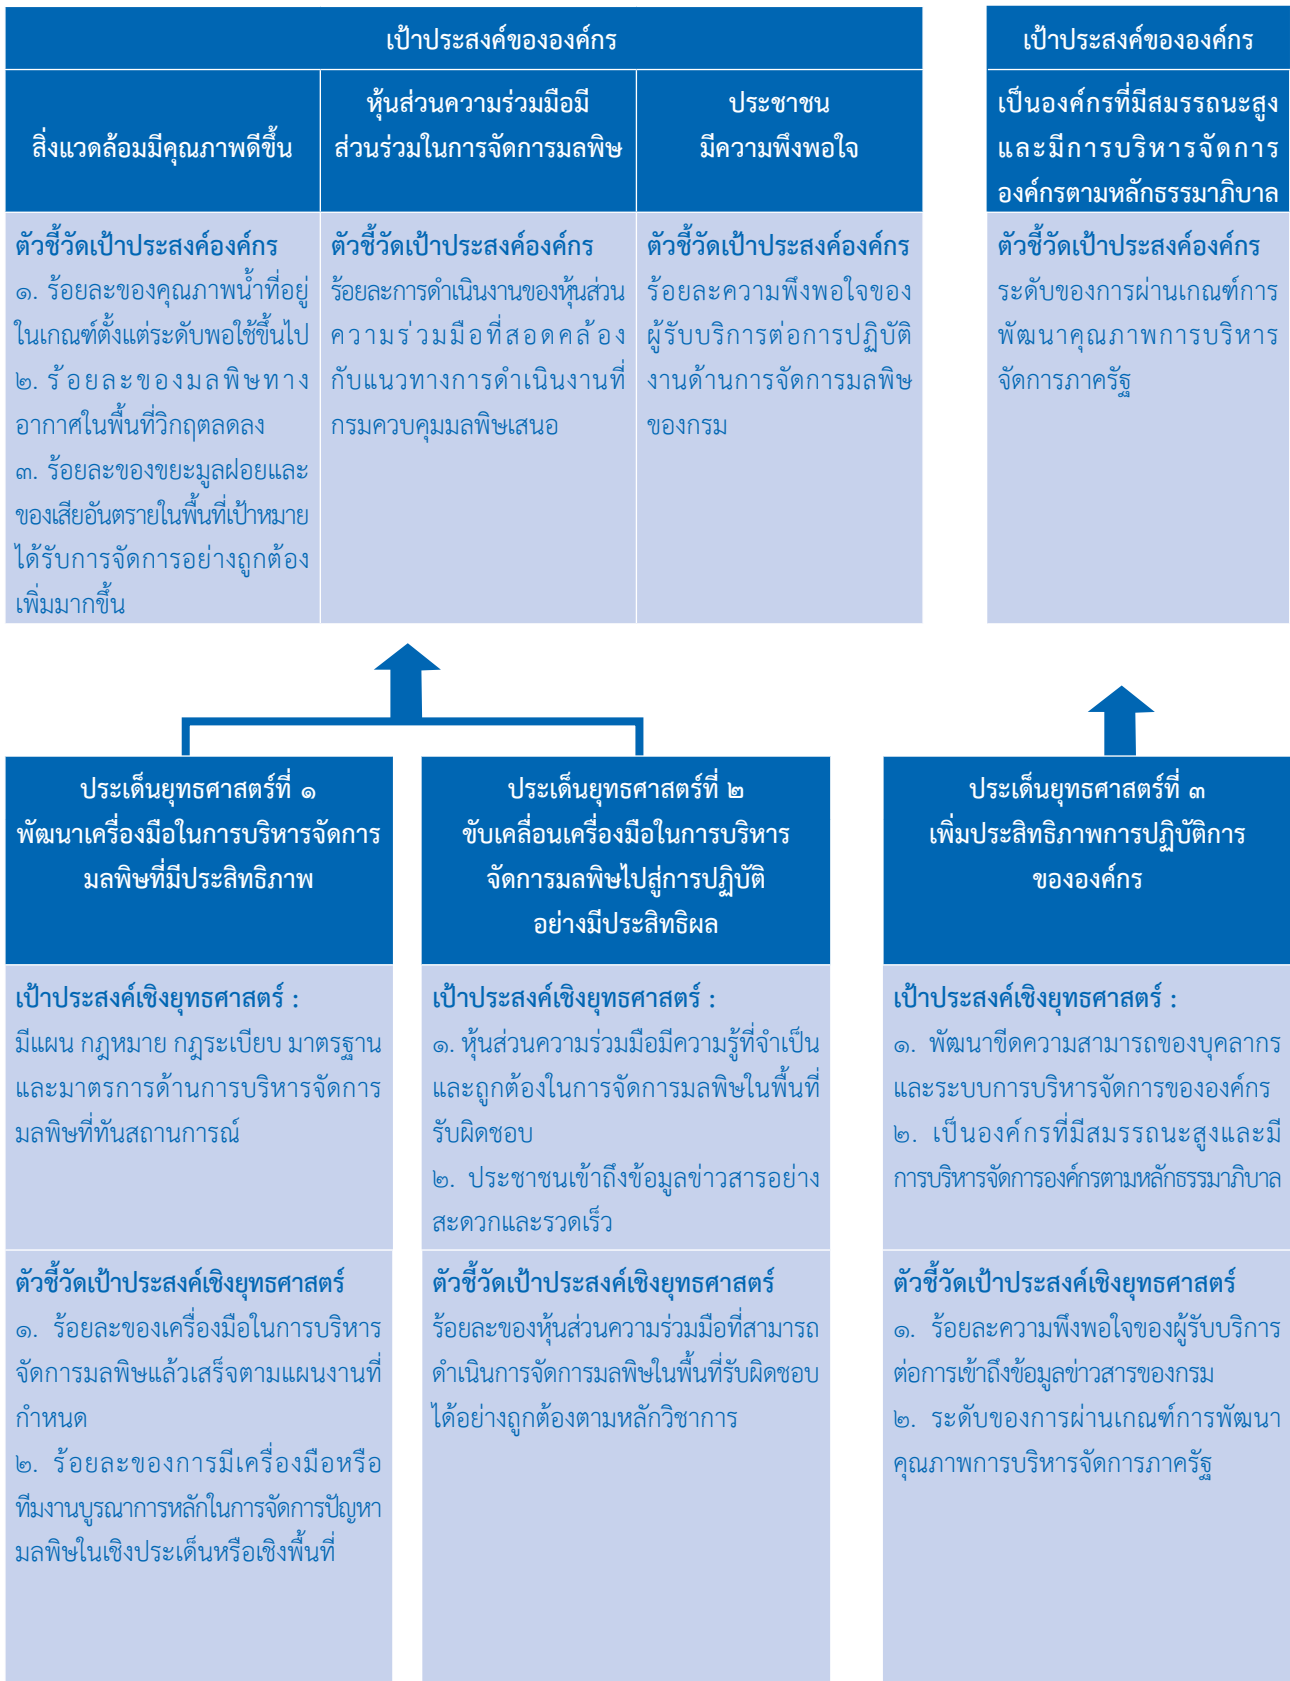 เป้าประสงค์ขององค์กร
สิ่งแวดล้อมมีคุณภาพดีขึ้น
หุ้นส่วนความร่วมมือมี
ส่วนร่วมในการจัดการมลพิษ
ประชาชน
มีความพึงพอใจ
ตัวชี้วัดเป้าประสงค์องค์กร
๑. ร้อยละของคุณภาพน้ำที่อยู่
ในเกณฑ์ตั้งแต่ระดับพอใช้ขึ้นไป
๒. ร้อยละของมลพิษทาง
อากาศในพื้นที่วิกฤตลดลง
๓. ร้อยละของขยะมูลฝอยและ
ของเสียอันตรายในพื้นที่เป้าหมาย
ได้รับการจัดการอย่างถูกต้อง
เพิ่มมากขึ้น
ตัวชี้วัดเป้าประสงค์องค์กร
ร้อยละการดำเนินงานของหุ้นส่วน
ความร่วมมือที่สอดคล้อง
กับแนวทางการดำเนินงานที่
กรมควบคุมมลพิษเสนอ
ตัวชี้วัดเป้าประสงค์องค์กร
ร้อยละความพึงพอใจของ
ผู้รับบริการต่อการปฏิบัติ
งานด้านการจัดการมลพิษ
ของกรม
เป้าประสงค์ขององค์กร
เป็นองค์กรที่มีสมรรถนะสูง
และมีการบริหารจัดการ
องค์กรตามหลักธรรมาภิบาล
ตัวชี้วัดเป้าประสงค์องค์กร
ระดับของการผ่านเกณฑ์การ
พัฒนาคุณภาพการบริหาร
จัดการภาครัฐ
ประเด็นยุทธศาสตร์ที่ ๑
พัฒนาเครื่องมือในการบริหารจัดการ
มลพิษที่มีประสิทธิภาพ
เป้าประสงค์เชิงยุทธศาสตร์ :
มีแผน กฎหมาย กฎระเบียบ มาตรฐาน
และมาตรการด้านการบริหารจัดการ
มลพิษที่ทันสถานการณ์
ตัวชี้วัดเป้าประสงค์เชิงยุทธศาสตร์
๑. ร้อยละของเครื่องมือในการบริหาร
จัดการมลพิษแล้วเสร็จตามแผนงานที่
กำหนด
๒. ร้อยละของการมีเครื่องมือหรือ
ทีมงานบูรณาการหลักในการจัดการปัญหา
มลพิษในเชิงประเด็นหรือเชิงพื้นที่
ประเด็นยุทธศาสตร์ที่ ๒
ขับเคลื่อนเครื่องมือในการบริหาร
จัดการมลพิษไปสู่การปฏิบัติ
อย่างมีประสิทธิผล
เป้าประสงค์เชิงยุทธศาสตร์ :
๑. หุ้นส่วนความร่วมมือมีความรู้ที่จำเป็น
และถูกต้องในการจัดการมลพิษในพื้นที่
รับผิดชอบ
๒. ประชาชนเข้าถึงข้อมูลข่าวสารอย่าง
สะดวกและรวดเร็ว
ตัวชี้วัดเป้าประสงค์เชิงยุทธศาสตร์
ร้อยละของหุ้นส่วนความร่วมมือที่สามารถ
ดำเนินการจัดการมลพิษในพื้นที่รับผิดชอบ
ได้อย่างถูกต้องตามหลักวิชาการ
ประเด็นยุทธศาสตร์ที่ ๓
เพิ่มประสิทธิภาพการปฏิบัติการ
ขององค์กร
เป้าประสงค์เชิงยุทธศาสตร์ :
๑. พัฒนาขีดความสามารถของบุคลากร
และระบบการบริหารจัดการขององค์กร
๒. เป็นองค์กรที่มีสมรรถนะสูงและมี
การบริหารจัดการองค์กรตามหลักธรรมาภิบาล
ตัวชี้วัดเป้าประสงค์เชิงยุทธศาสตร์
๑. ร้อยละความพึงพอใจของผู้รับบริการ
ต่อการเข้าถึงข้อมูลข่าวสารของกรม
๒. ระดับของการผ่านเกณฑ์การพัฒนา
คุณภาพการบริหารจัดการภาครัฐ